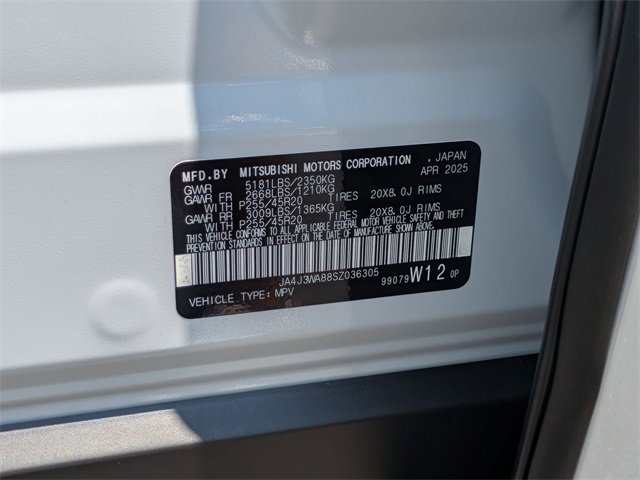 MFD.BY MITSUBISHI MOTORS CORPORATION , JAPAN
GVWR 5181LBS/2350KG APR 2025
GAWR FR 2668LBS/1210KG
WITH P255/45R20 TIRES 20X8.0J RIMS
GAWR RR 3009LBS/1365KG
WITH P255/45R20 TIRES 20X8.0J RIMS
THIS VEHICLE CONFORMS TO ALL APPLICABLE FEDERAL MOTOR VEHICLE SAFETY AND THEFT
PREVENTION STANDARDS IN EFFECT ON THE DATE OF MANUFACTURE SHOWN ABOVE.
JA4J3WA88SZ036305
99079 W12 0P
VEHICLE TYPE: MPV